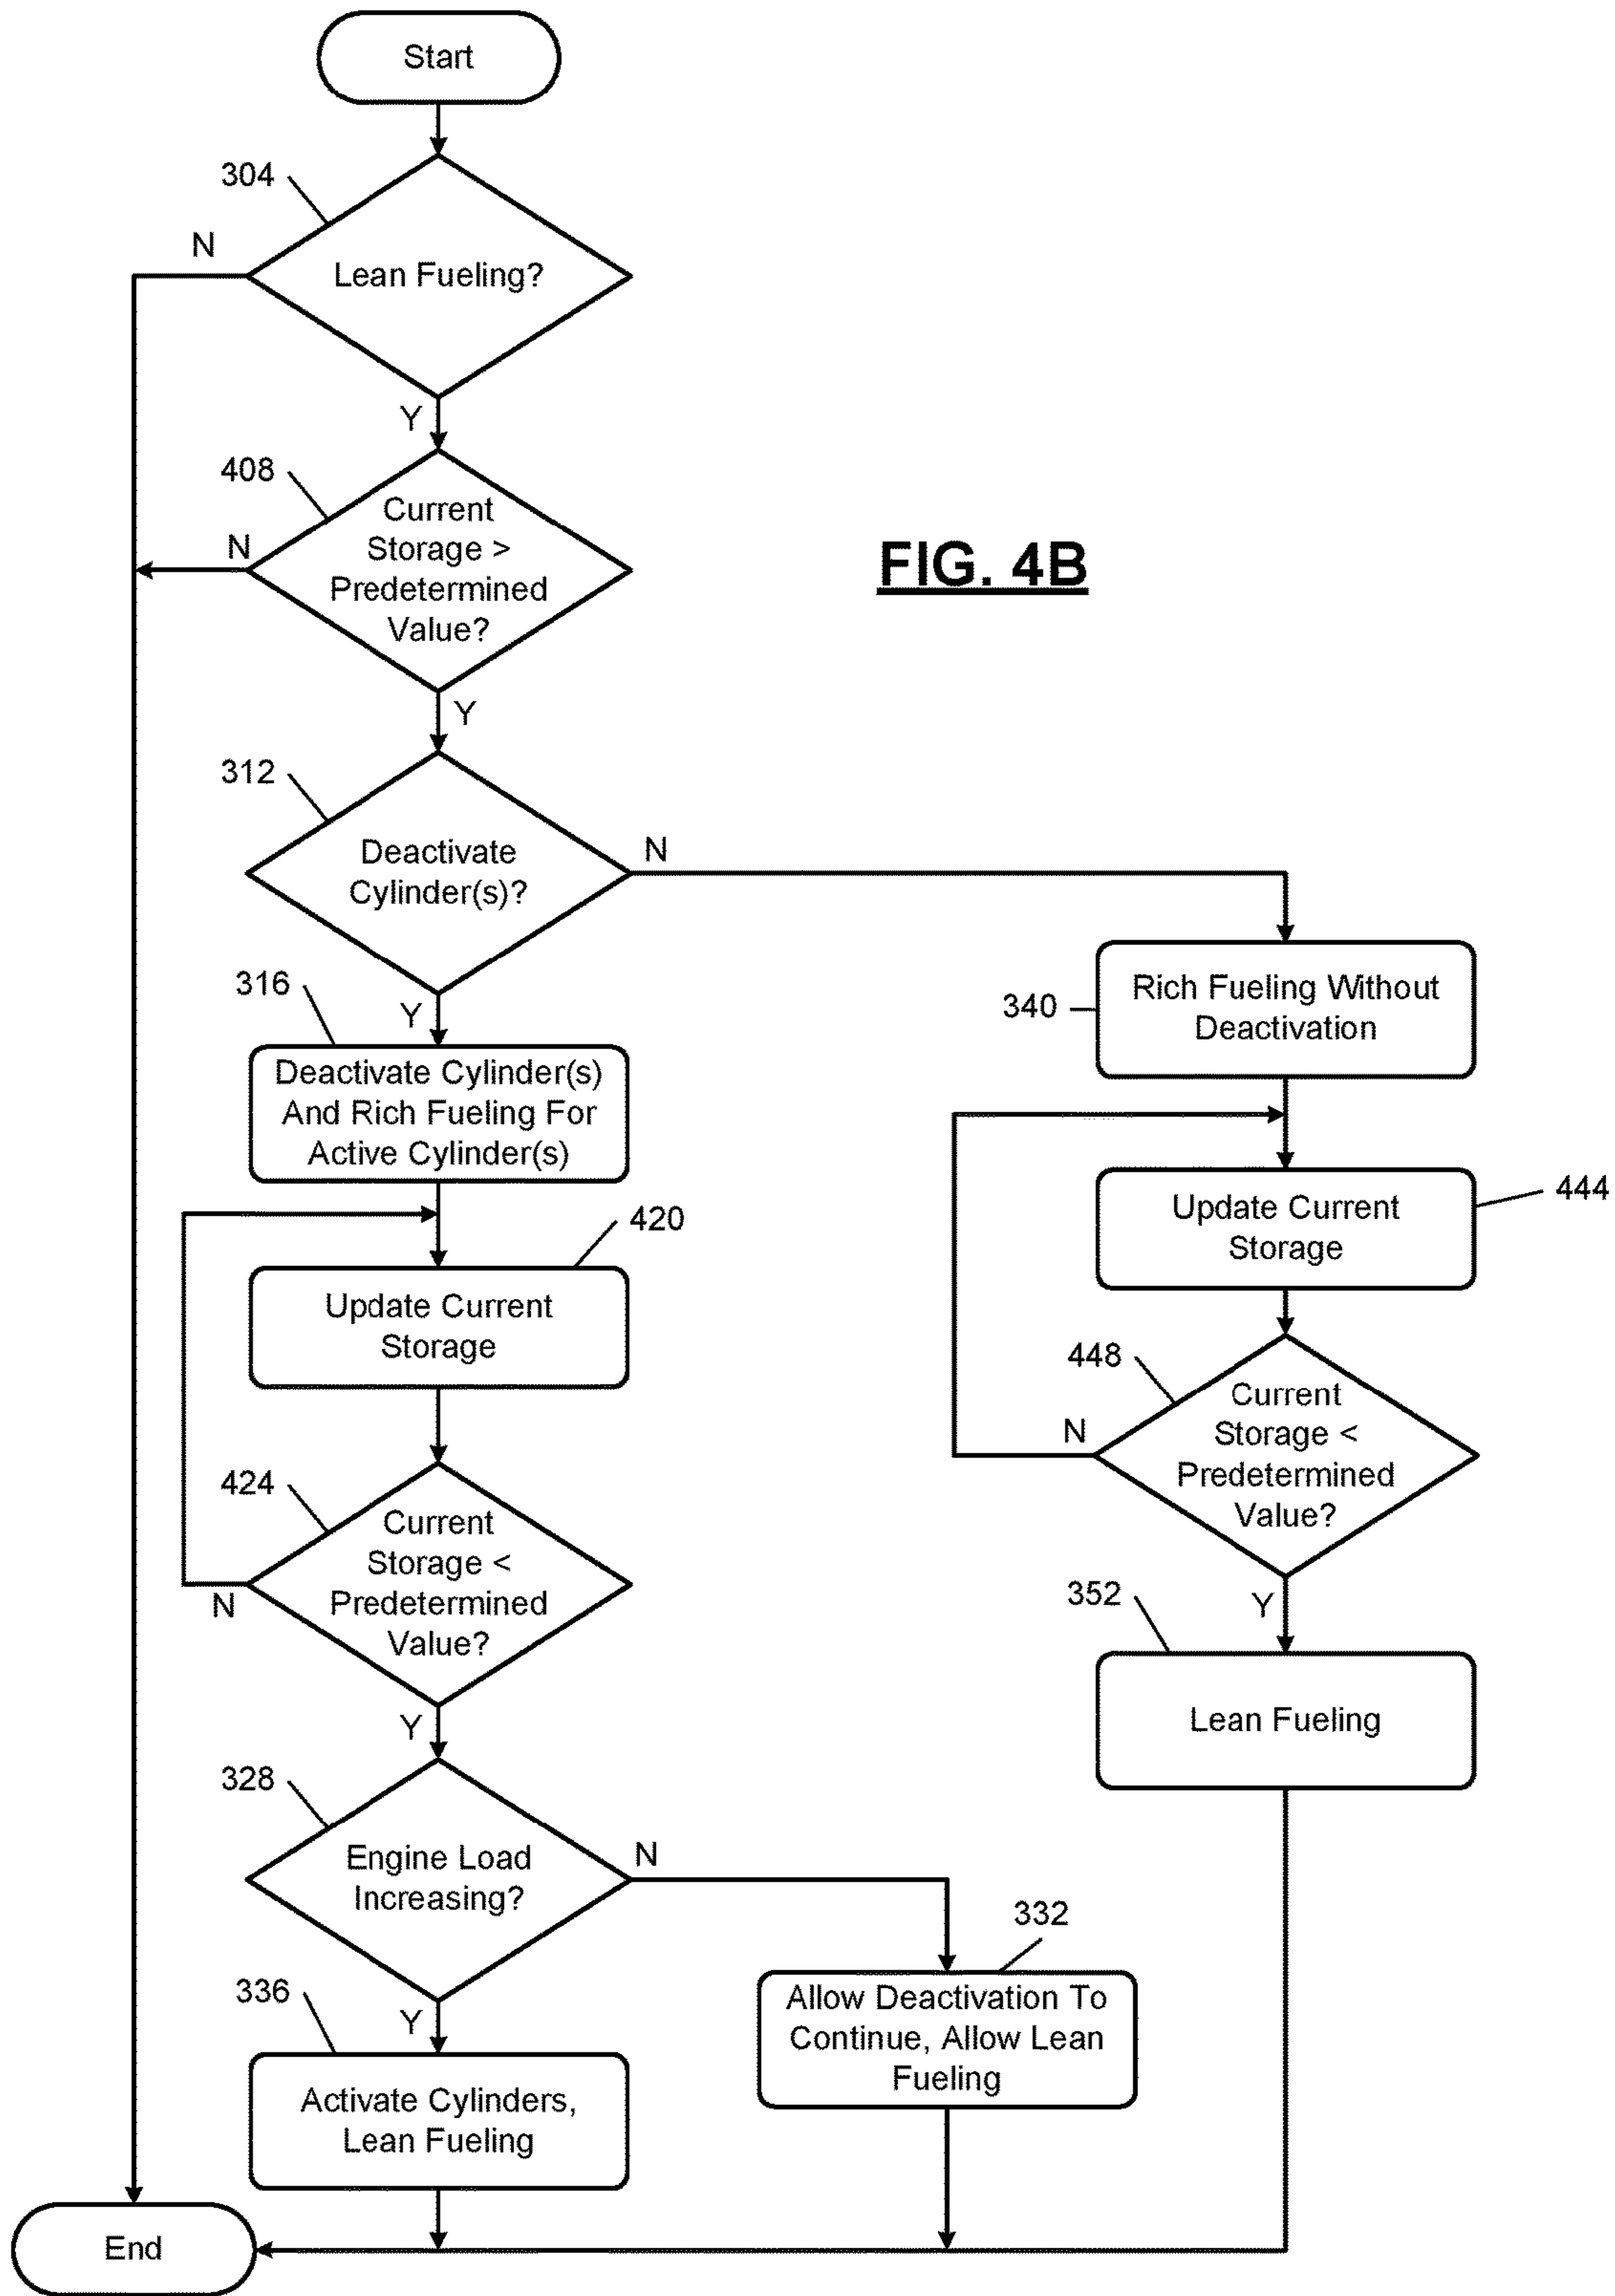 Start
304
N
Lean Fueling?
Y
408
N
Current
Storage >
Predetermined
Value?
FIG. 4B
Y
312
Deactivate
Cylinder(s)?
N
316
Y
Deactivate Cylinder(s)
And Rich Fueling For
Active Cylinder(s)
340
Rich Fueling Without
Deactivation
420
Update Current
Storage
444
Update Current
Storage
424
Current
Storage <
Predetermined
Value?
N
448
Current
Storage <
Predetermined
Value?
N
Y
352
Y
Lean Fueling
328
Engine Load
Increasing?
N
332
Allow Deactivation To
Continue, Allow Lean
Fueling
336
Y
Activate Cylinders,
Lean Fueling
End